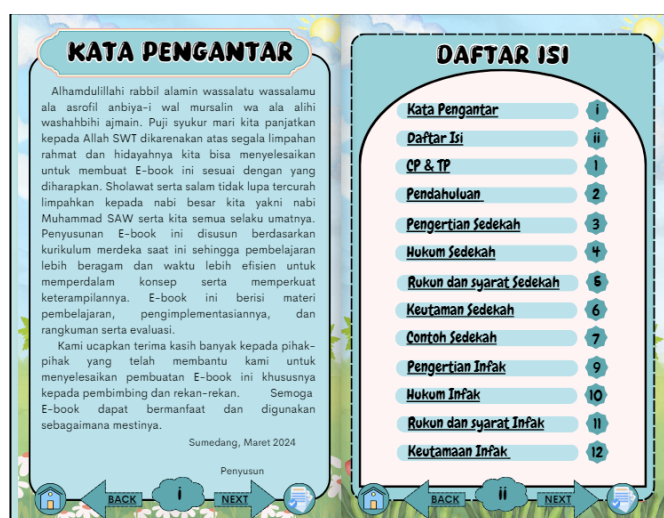 KATA PENGANTAR
Alhamdulillahi rabbil alamin wassalatu wassalamu
ala asrofil anbiya-i wal mursalin wa ala alihi
washahbihi ajmain. Puji syukur mari kita panjatkan
kepada Allah SWT dikarenakan atas segala limpahan
rahmat dan hidayahnya kita bisa menyelesaikan
untuk membuat E-book ini sesuai dengan yang
diharapkan. Sholawat serta salam tidak lupa tercurah
limpahkan kepada nabi besar kita yakni nabi
Muhammad SAW serta kita semua selaku umatnya.
Penyusunan E-book ini disusun berdasarkan
kurikulum merdeka saat ini sehingga pembelajaran
lebih beragam dan waktu lebih efisien untuk
memperdalam konsep serta memperkuat
keterampilannya. E-book ini berisi materi
pembelajaran, pengimplementasiannya, dan
rangkuman serta evaluasi.
Kami ucapkan terima kasih banyak kepada pihak-
pihak yang telah membantu kami untuk
menyelesaikan pembuatan E-book ini khususnya
kepada pembimbing dan rekan-rekan. Semoga
E-book dapat bermanfaat dan digunakan
sebagaimana mestinya.
Sumedang, Maret 2024
Penyusun
BACK i NEXT
DAFTAR ISI
Kata Pengantar i
Daftar Isi ii
CP & TP 1
Pendahuluan 2
Pengertian Sedekah 3
Hukum Sedekah 4
Rukun dan syarat Sedekah 5
Keutaman Sedekah 6
Contoh Sedekah 7
Pengertian Infak 9
Hukum Infak 10
Rukun dan syarat Infak 11
Keutamaan Infak 12
BACK ii NEXT